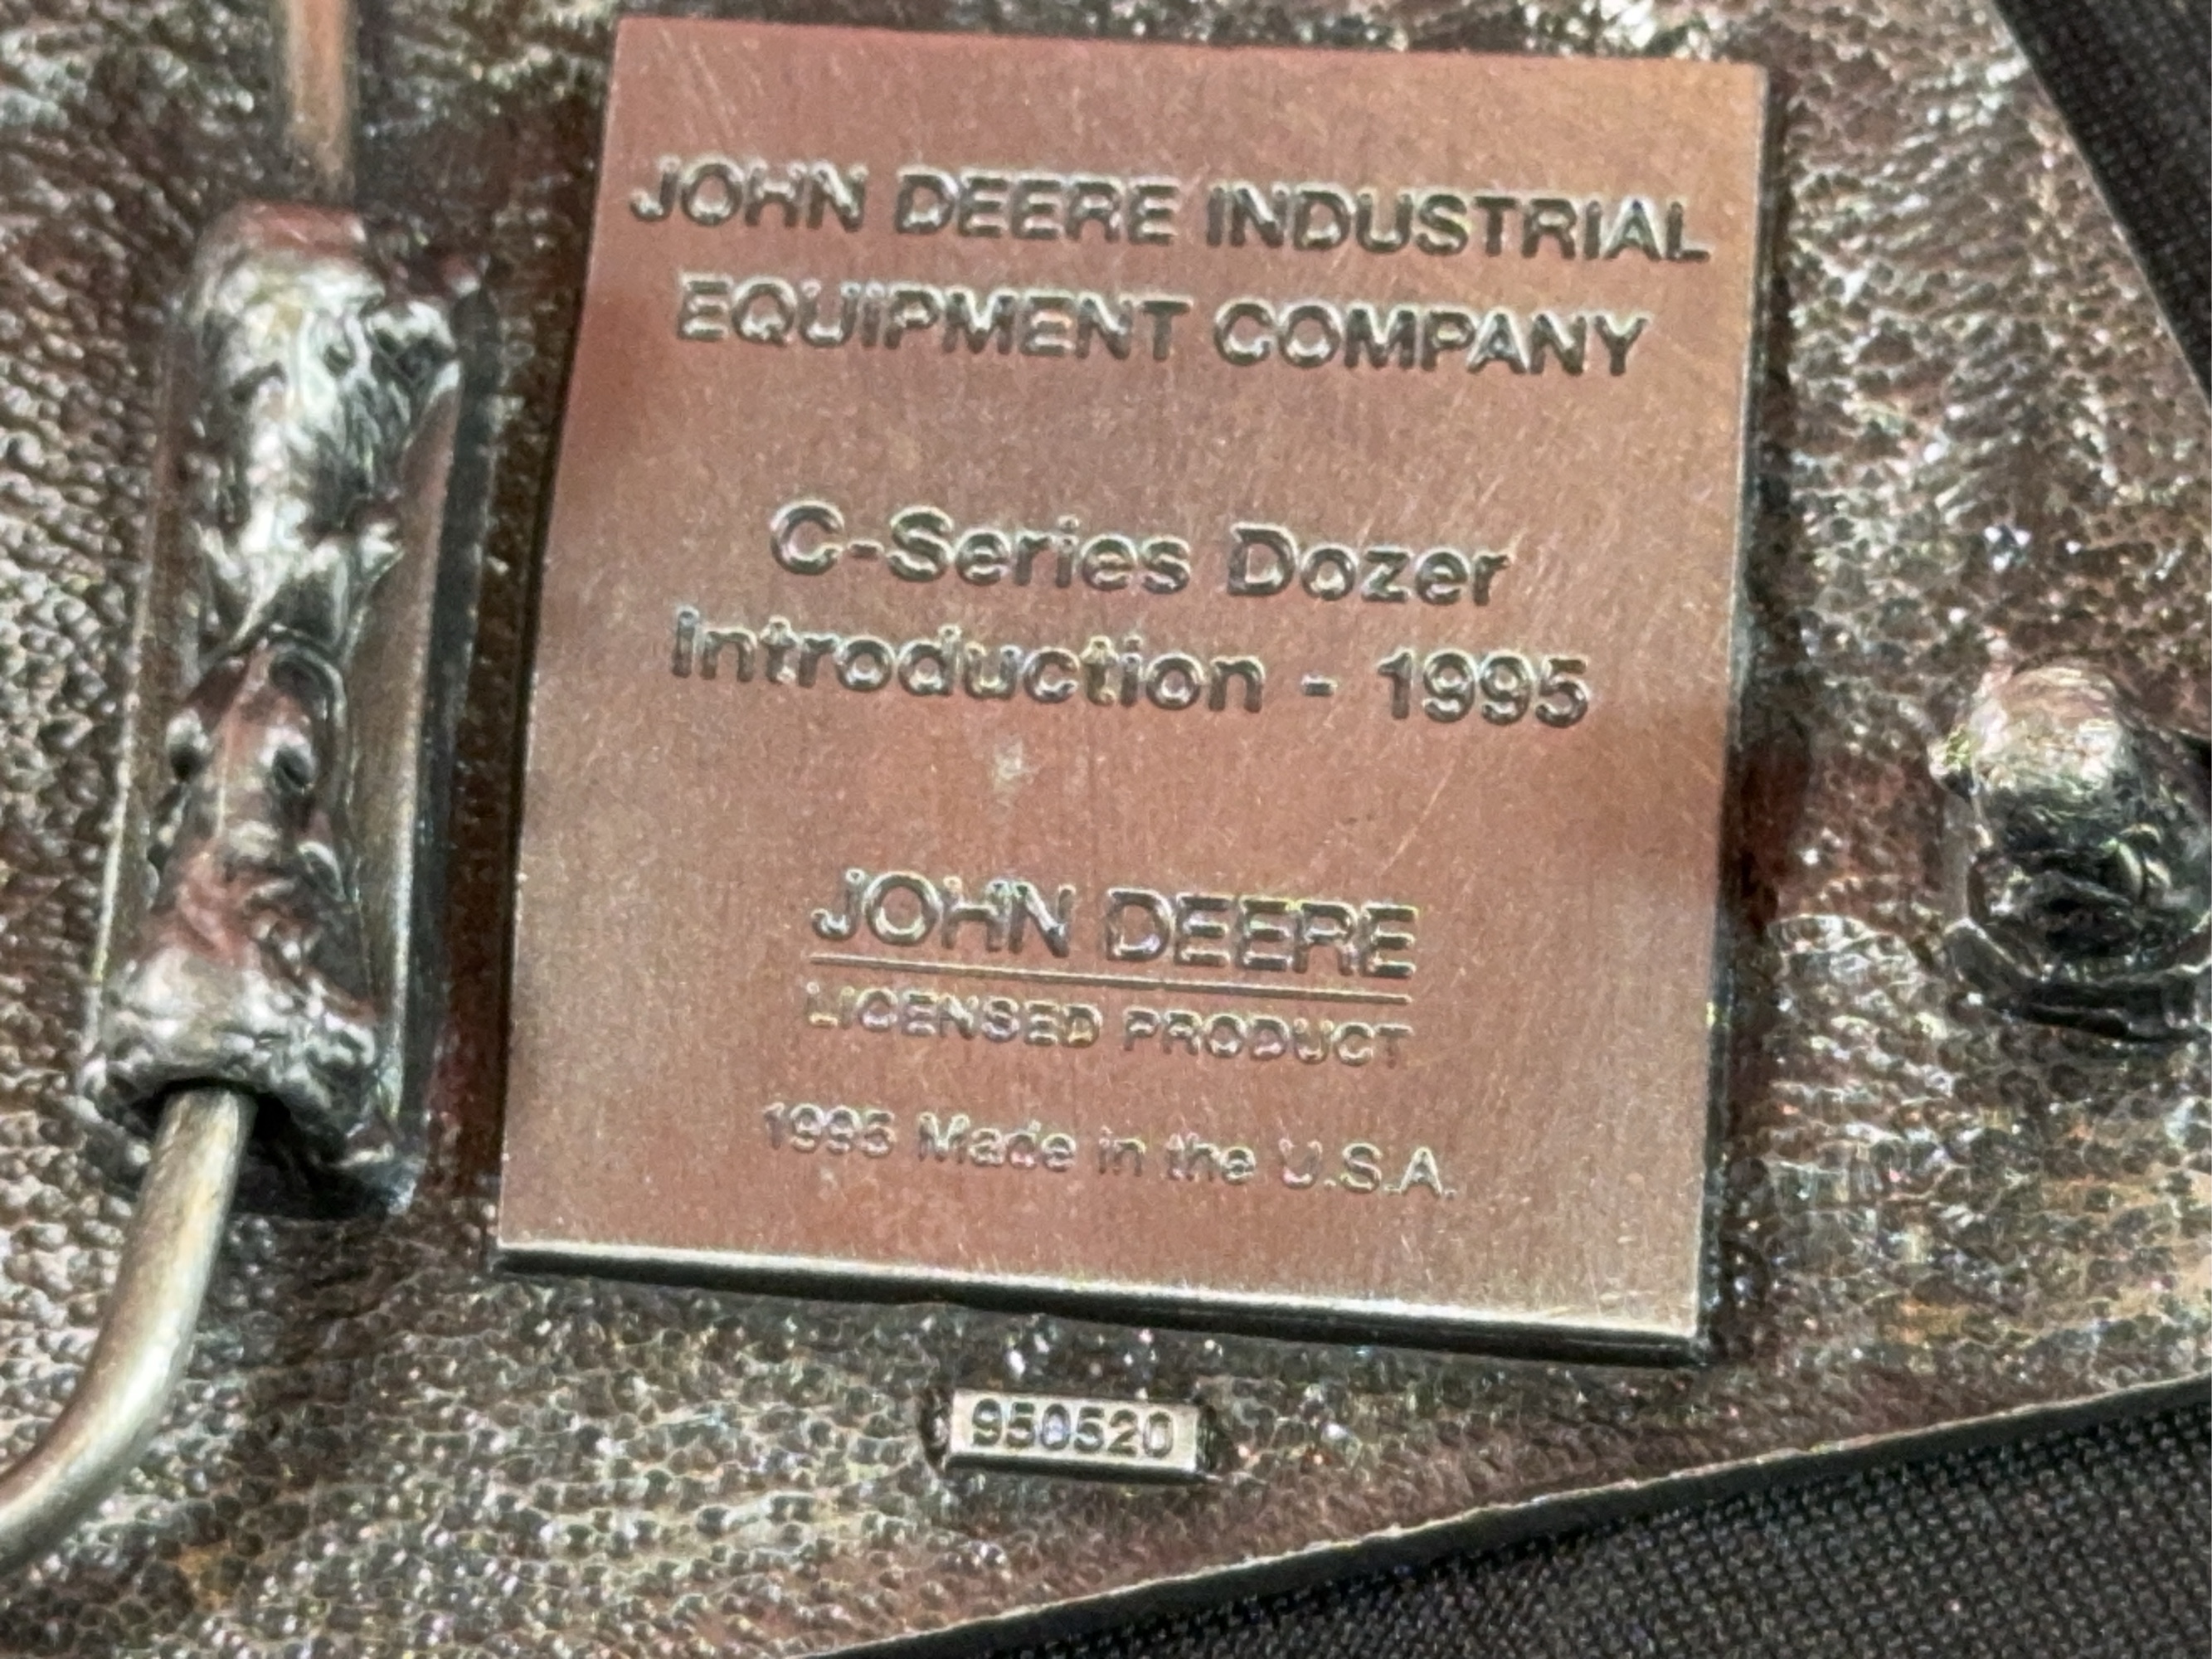 JOHN DEERE INDUSTRIAL
EQUIPMENT COMPANY
C-Series Dozer
Introduction - 1995
JOHN DEERE
LICENSED PRODUCT
1995 Made in the U.S.A.
950520